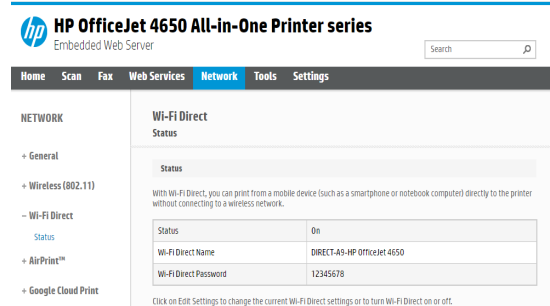 hp HP OfficeJet 4650 All-in-One Printer series
Embedded Web Server
Search
Home Scan Fax Web Services Network Tools Settings
NETWORK
+ General
+ Wireless (802.11)
− Wi-Fi Direct
Status
+ AirPrint™
+ Google Cloud Print
Wi-Fi Direct
Status
Status
With Wi-Fi Direct, you can print from a mobile device (such as a smartphone or notebook computer) directly to the printer
without connecting to a wireless network.
Status On
Wi-Fi Direct Name DIRECT-A9-HP OfficeJet 4650
Wi-Fi Direct Password 12345678
Click on Edit Settings to change the current Wi-Fi Direct settings or to turn Wi-Fi Direct on or off.